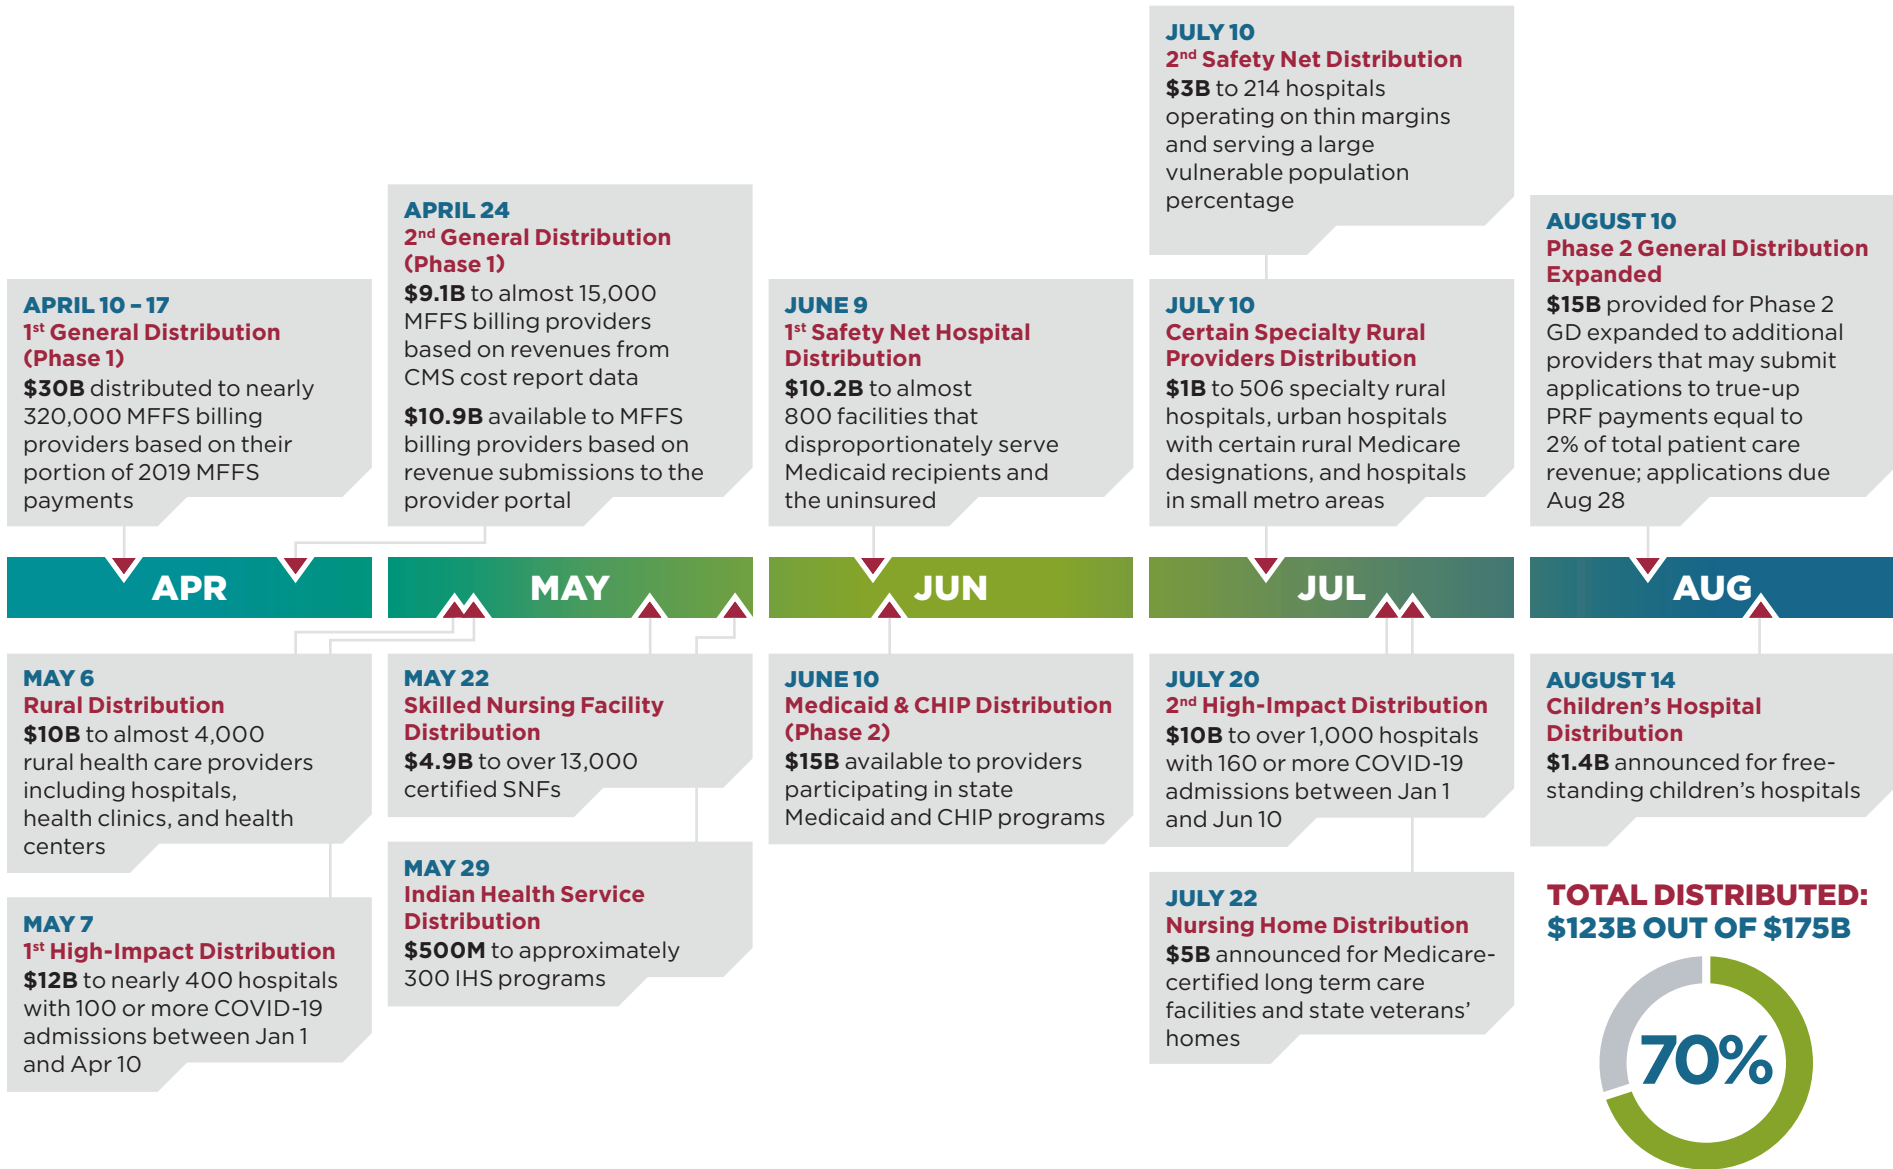 APRIL 10 – 17
1st General Distribution
(Phase 1)
$30B distributed to nearly
320,000 MFFS billing
providers based on their
portion of 2019 MFFS
payments
APRIL 24
2nd General Distribution
(Phase 1)
$9.1B to almost 15,000
MFFS billing providers
based on revenues from
CMS cost report data
$10.9B available to MFFS
billing providers based on
revenue submissions to the
provider portal
JUNE 9
1st Safety Net Hospital
Distribution
$10.2B to almost
800 facilities that
disproportionately serve
Medicaid recipients and
the uninsured
JULY 10
2nd Safety Net Distribution
$3B to 214 hospitals
operating on thin margins
and serving a large
vulnerable population
percentage
JULY 10
Certain Specialty Rural
Providers Distribution
$1B to 506 specialty rural
hospitals, urban hospitals
with certain rural Medicare
designations, and hospitals
in small metro areas
AUGUST 10
Phase 2 General Distribution
Expanded
$15B provided for Phase 2
GD expanded to additional
providers that may submit
applications to true-up
PRF payments equal to
2% of total patient care
revenue; applications due
Aug 28
APR
MAY
JUN
JUL
AUG
MAY 6
Rural Distribution
$10B to almost 4,000
rural health care providers
including hospitals,
health clinics, and health
centers
MAY 7
1st High-Impact Distribution
$12B to nearly 400 hospitals
with 100 or more COVID-19
admissions between Jan 1
and Apr 10
MAY 22
Skilled Nursing Facility
Distribution
$4.9B to over 13,000
certified SNFs
MAY 29
Indian Health Service
Distribution
$500M to approximately
300 IHS programs
JUNE 10
Medicaid & CHIP Distribution
(Phase 2)
$15B available to providers
participating in state
Medicaid and CHIP programs
JULY 20
2nd High-Impact Distribution
$10B to over 1,000 hospitals
with 160 or more COVID-19
admissions between Jan 1
and Jun 10
JULY 22
Nursing Home Distribution
$5B announced for Medicare-
certified long term care
facilities and state veterans’
homes
AUGUST 14
Children’s Hospital
Distribution
$1.4B announced for free-
standing children’s hospitals
TOTAL DISTRIBUTED:
$123B OUT OF $175B
70%